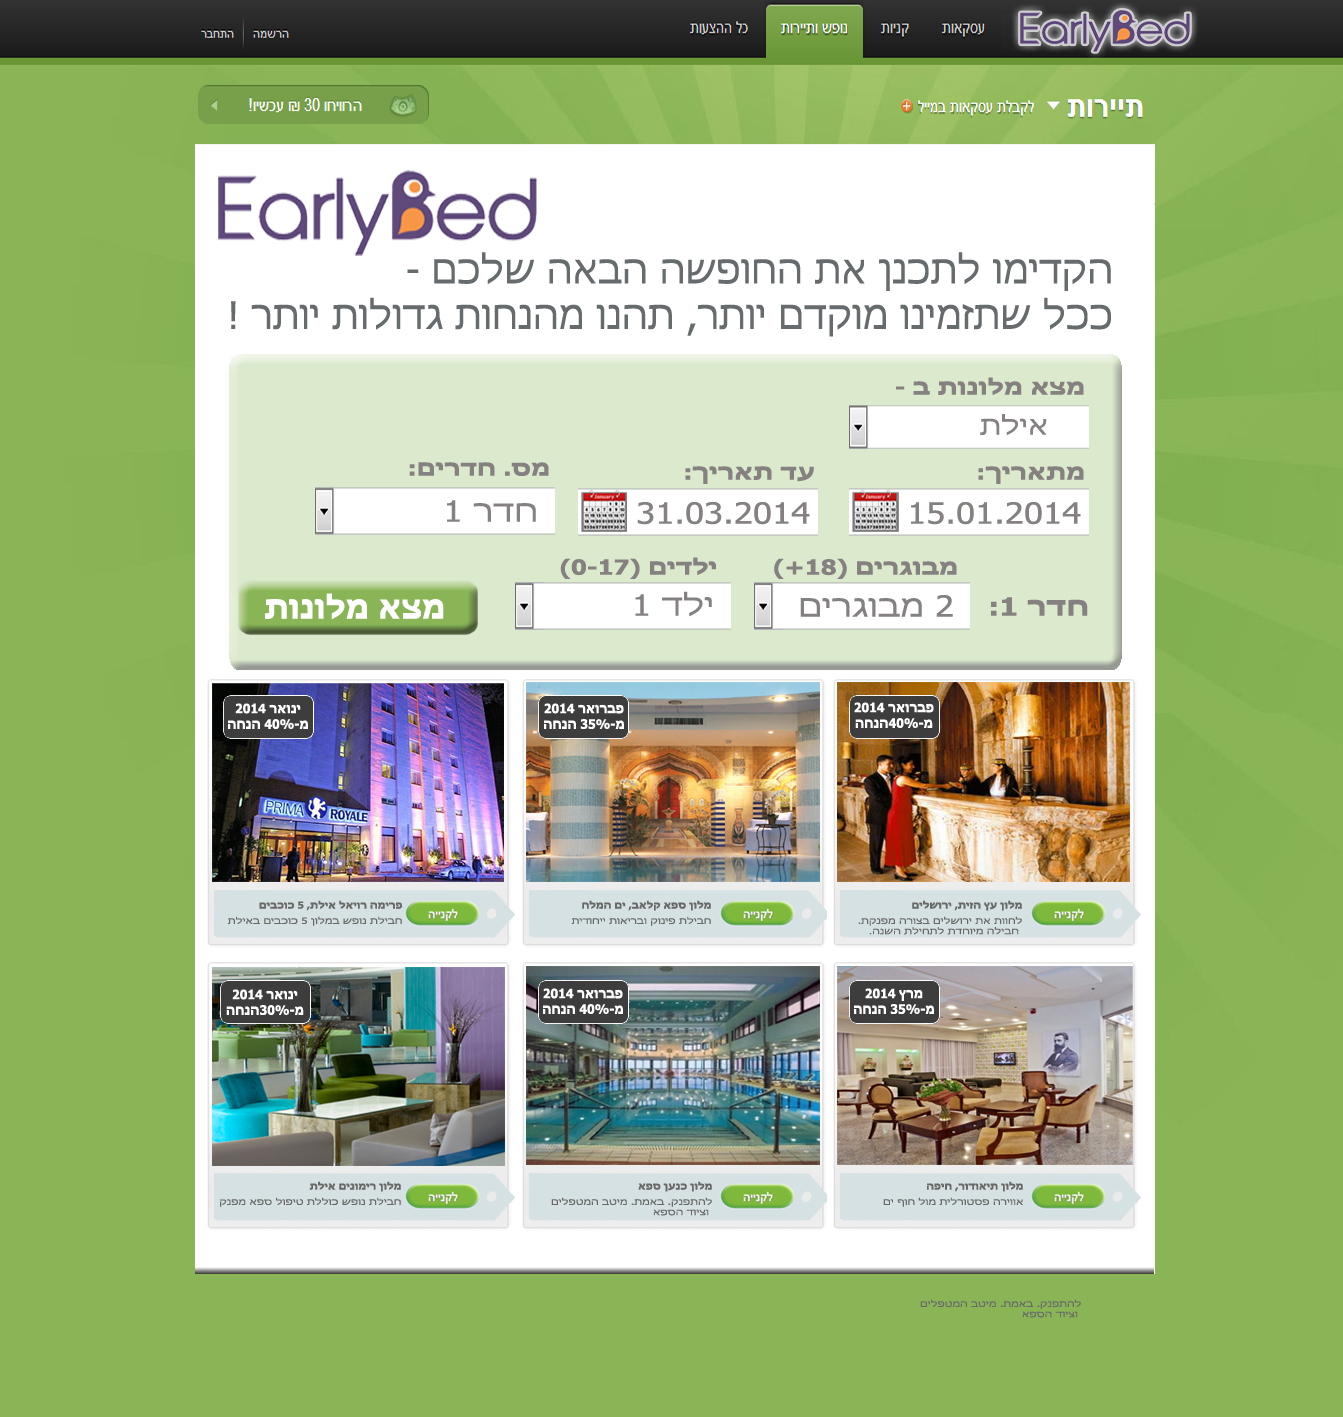 EarlyBed
עסקאות
קניות
נופש ותיירות
כל ההצעות
הרשמה
התחבר
תיירות
לקבלת עסקאות במייל
הרוויחו 30 ₪ עכשיו!
EarlyBed
הקדימו לתכנן את החופשה הבאה שלכם -
ככל שתזמינו מוקדם יותר, תהנו מהנחות גדולות יותר !
מצא מלונות ב -
אילת
מתאריך:
עד תאריך:
מס. חדרים:
15.01.2014
31.03.2014
חדר 1
מבוגרים (18+)
ילדים (0-17)
חדר 1:
2 מבוגרים
ילד 1
מצא מלונות
פברואר 2014
מ-40%הנחה
מלון עץ הזית, ירושלים
לחוות את ירושלים בצורה מפנקת.
חבילה מיוחדת לתחילת השנה.
לקנייה
פברואר 2014
מ-35% הנחה
מלון ספא קלאב, ים המלח
חבילת פינוק ובריאות ייחודית
לקנייה
ינואר 2014
מ-40% הנחה
PRIMA ROYALE
פרימה רויאל אילת, 5 כוכבים
חבילת נופש במלון 5 כוכבים באילת
לקנייה
מרץ 2014
מ-35% הנחה
מלון תיאודור, חיפה
אווירה פסטורלית מול חוף ים
לקנייה
פברואר 2014
מ-40% הנחה
מלון כנען ספא
להתפנק. באמת. מיטב המטפלים
וציוד הספא
לקנייה
ינואר 2014
מ-30%הנחה
מלון רימונים אילת
חבילת נופש כוללת טיפול ספא מפנק
לקנייה
להתפנק. באמת. מיטב המטפלים
וציוד הספא